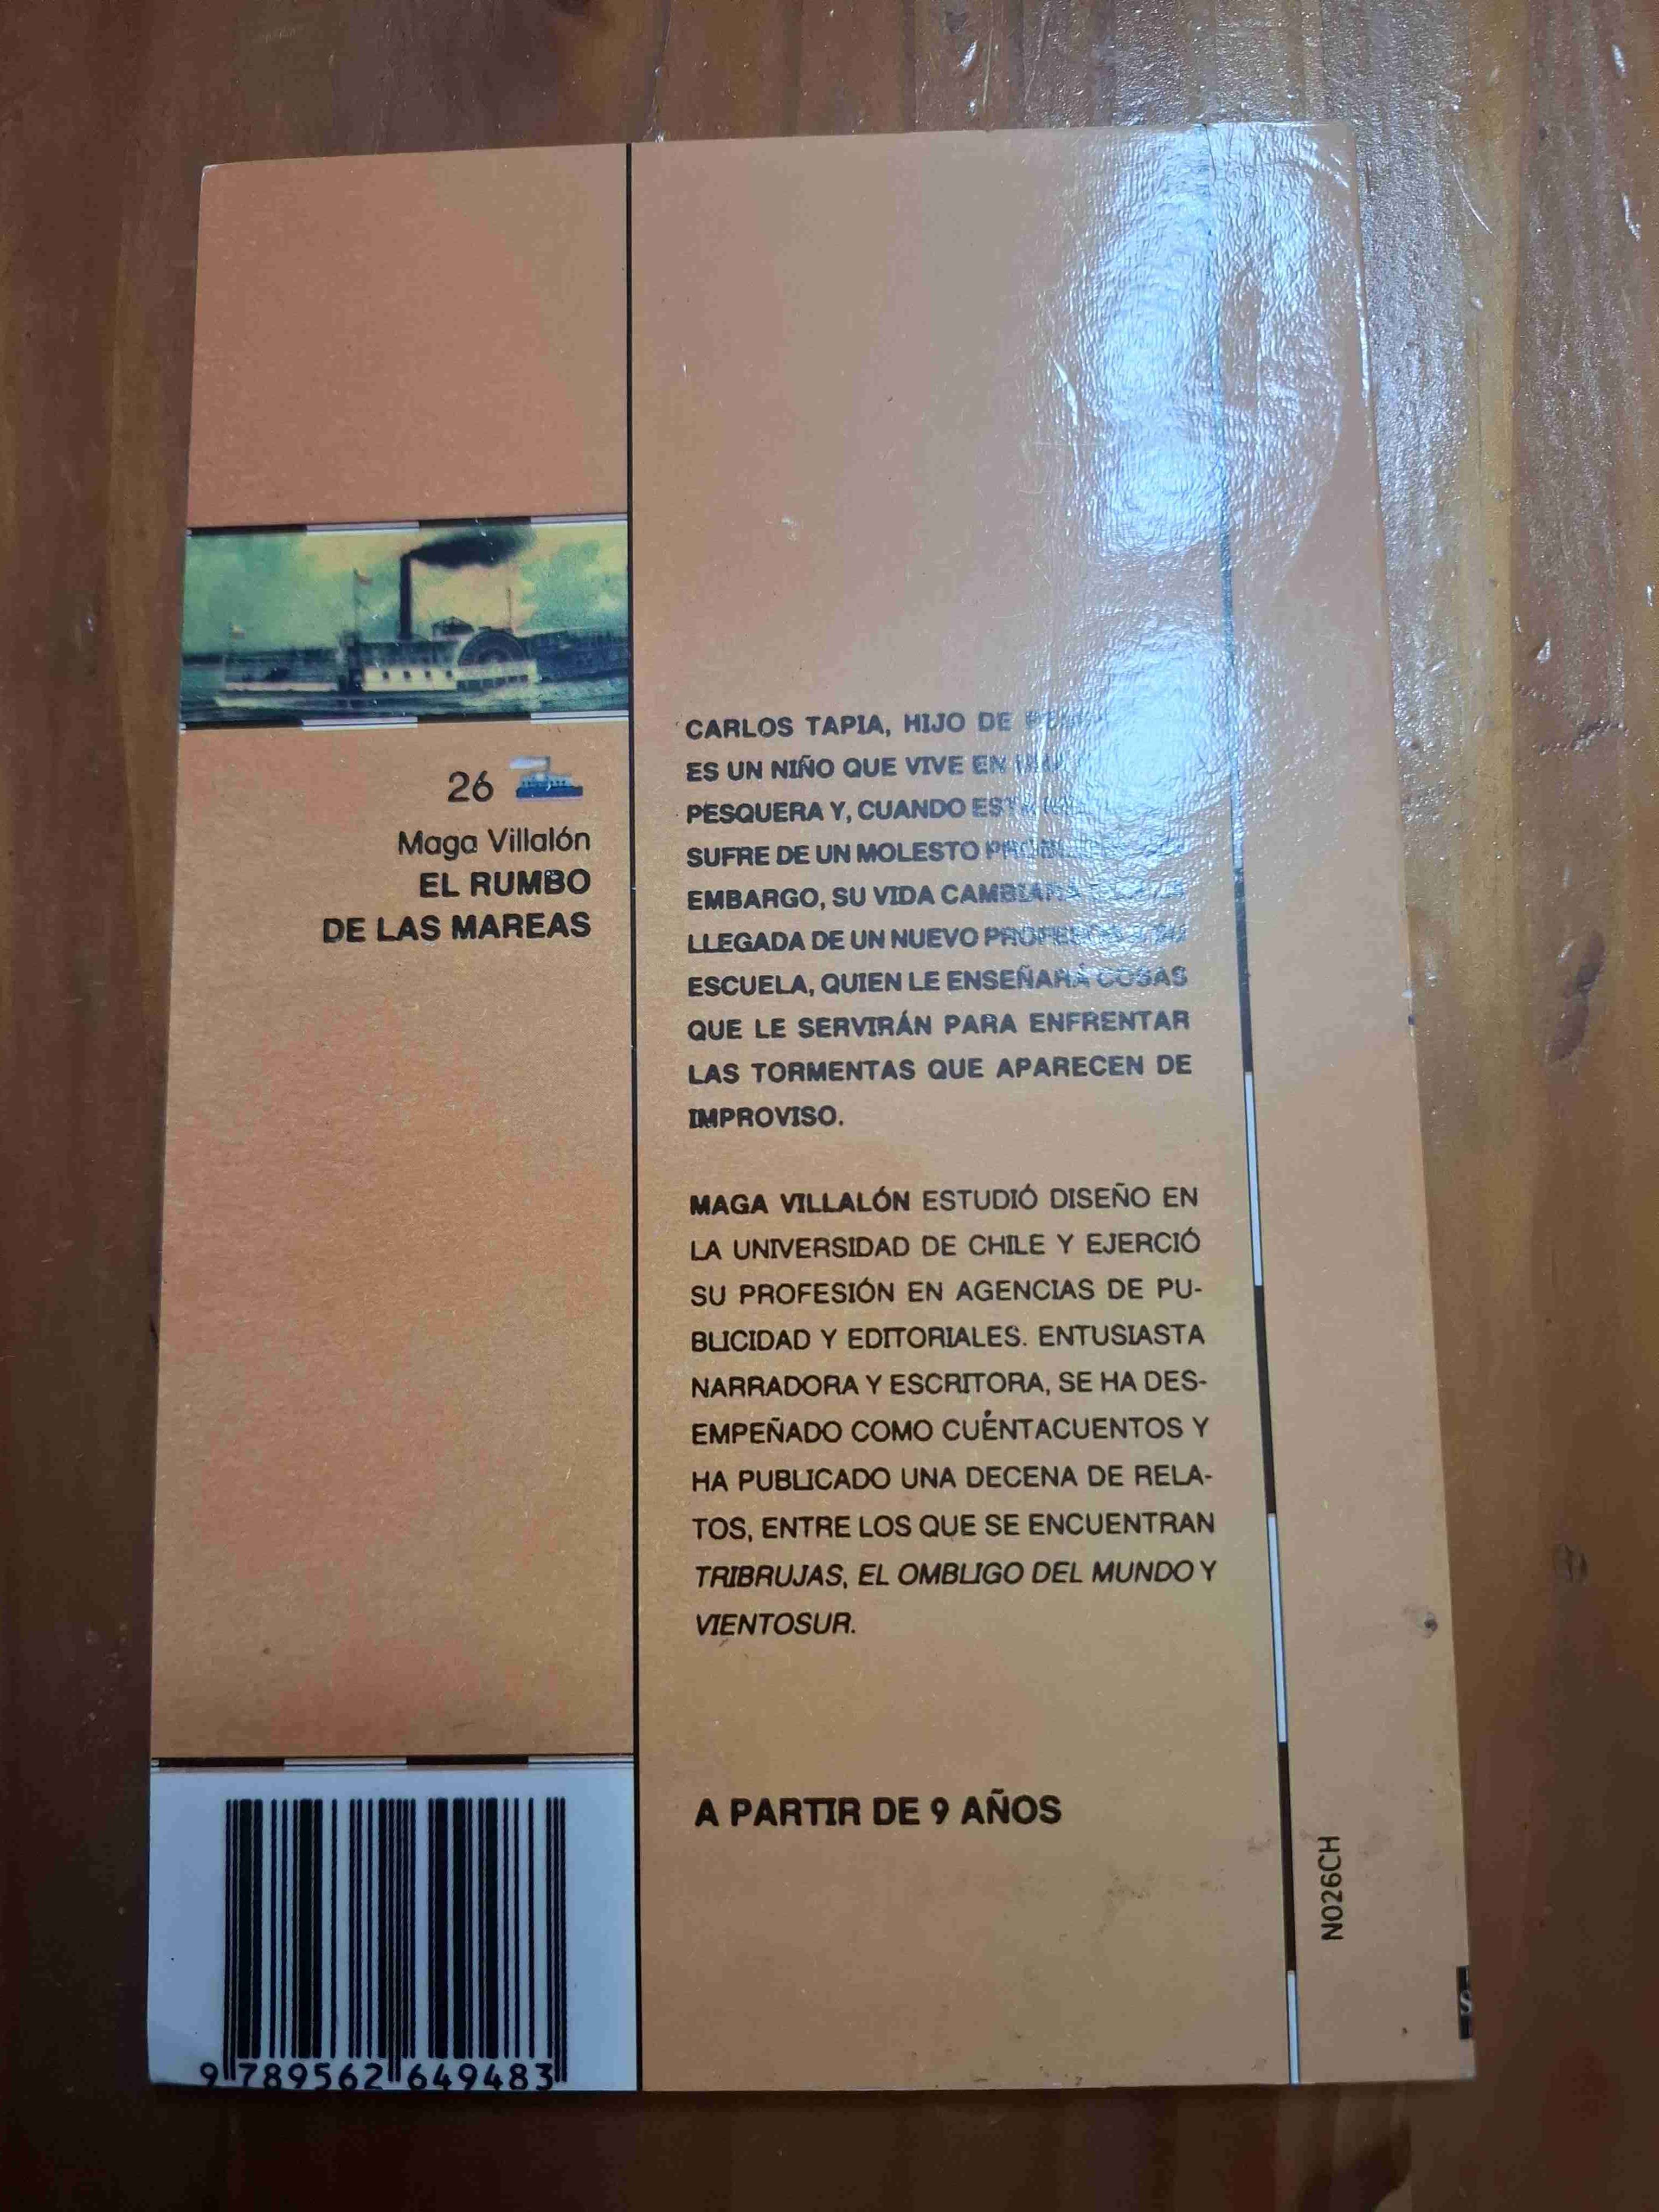 26
Maga Villalón
EL RUMBO
DE LAS MAREAS
CARLOS TAPIA, HIJO DE
ES UN NIÑO QUE VIVE EN
PESQUERA Y, CUANDO
SUFRE DE UN MOLESTO
EMBARGO, SU VIDA CAMBIARÁ
LLEGADA DE UN NUEVO PROFESOR A SU
ESCUELA, QUIEN LE ENSEÑARÁ COSAS
QUE LE SERVIRÁN PARA ENFRENTAR
LAS TORMENTAS QUE APARECEN DE
IMPROVISO.
MAGA VILLALÓN ESTUDIÓ DISEÑO EN
LA UNIVERSIDAD DE CHILE Y EJERCIÓ
SU PROFESIÓN EN AGENCIAS DE PU-
BLICIDAD Y EDITORIALES. ENTUSIASTA
NARRADORA Y ESCRITORA, SE HA DES-
EMPEÑADO COMO CUÉNTACUENTOS Y
HA PUBLICADO UNA DECENA DE RELA-
TOS, ENTRE LOS QUE SE ENCUENTRAN
TRIBRUJAS, EL OMBLIGO DEL MUNDO Y
VIENTOSUR.
A PARTIR DE 9 AÑOS
N026CH
9 789562 649483